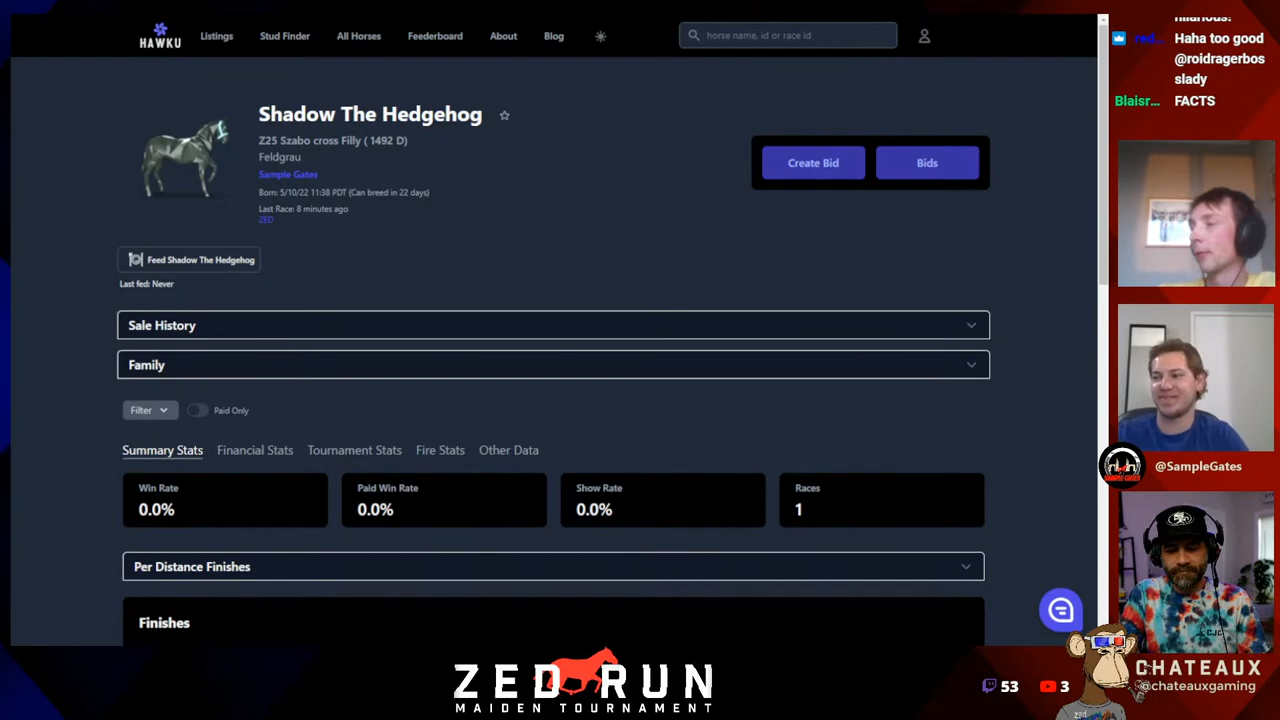 HAWKU
Listings
Stud Finder
All Horses
Feederboard
About
Blog
horse name, id or race id
Shadow The Hedgehog
Z25 Szabo cross Filly ( 1492 D)
Feldgrau
Sample Gates
Born: 5/10/22 11:38 PDT (Can breed in 22 days)
Last Race: 8 minutes ago
ZED
Create Bid
Bids
Feed Shadow The Hedgehog
Last fed: Never
Sale History
Family
Filter
Paid Only
Summary Stats
Financial Stats
Tournament Stats
Fire Stats
Other Data
Win Rate
0.0%
Paid Win Rate
0.0%
Show Rate
0.0%
Races
1
Per Distance Finishes
Finishes
hilarious!
red... Haha too good
@roidragerbos
slady
Blaisr... FACTS
@SampleGates
ZED RUN
MAIDEN TOURNAMENT
53
3
CHATEAUX
@chateauxgaming